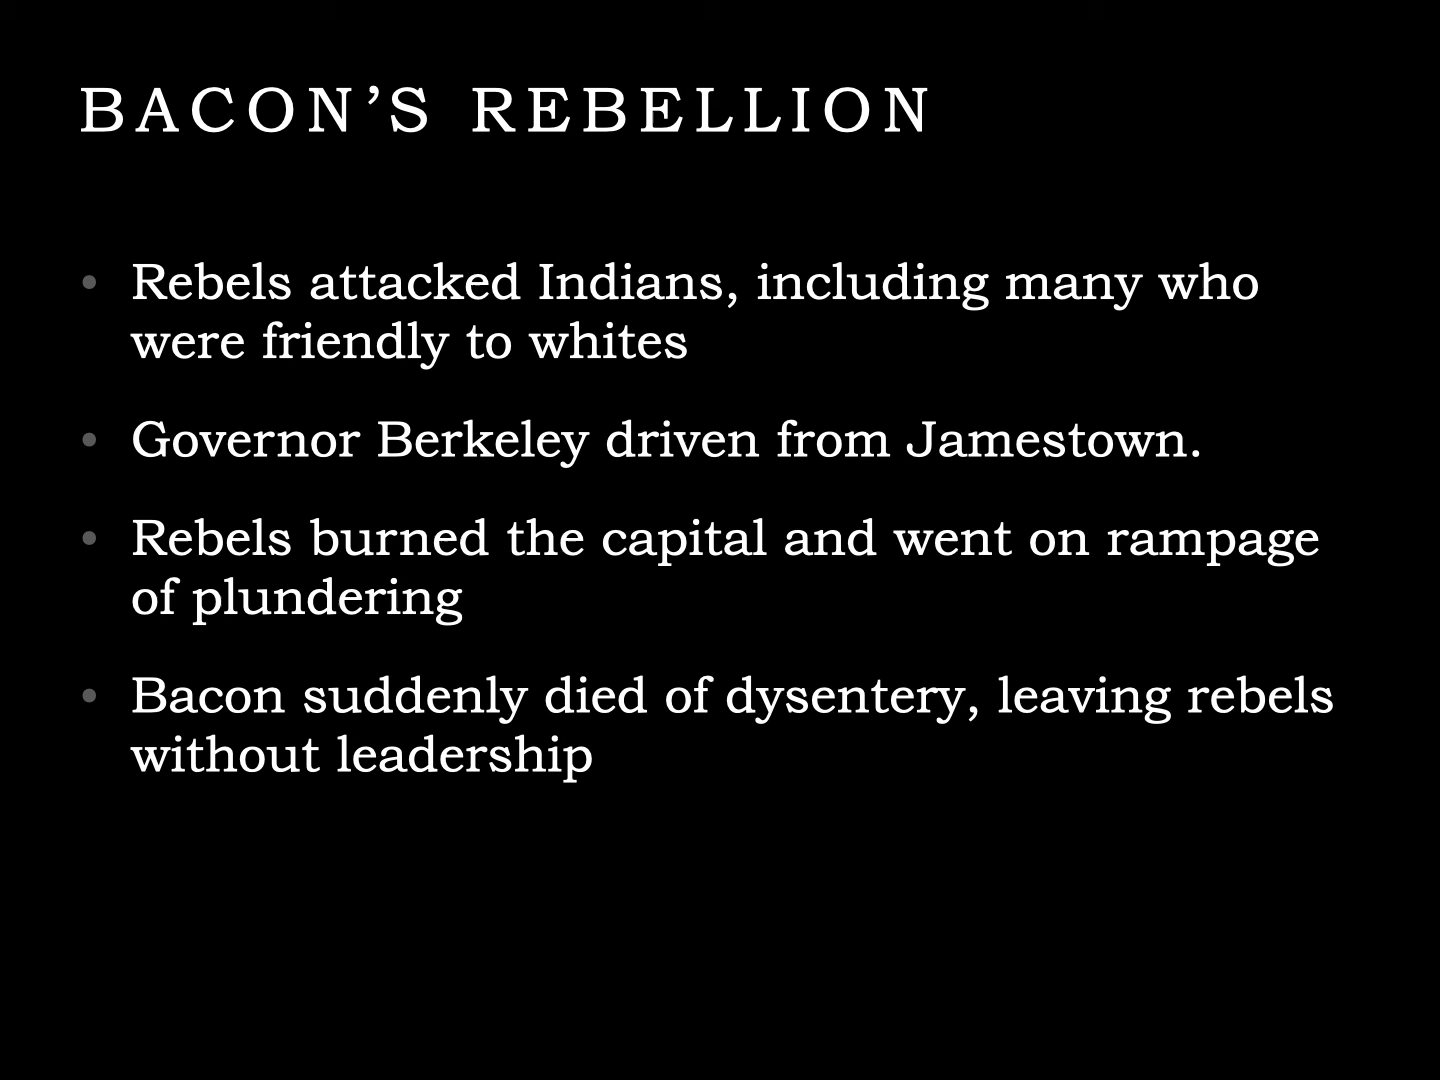 BACON’S REBELLION
• Rebels attacked Indians, including many who
were friendly to whites
• Governor Berkeley driven from Jamestown.
• Rebels burned the capital and went on rampage
of plundering
• Bacon suddenly died of dysentery, leaving rebels
without leadership